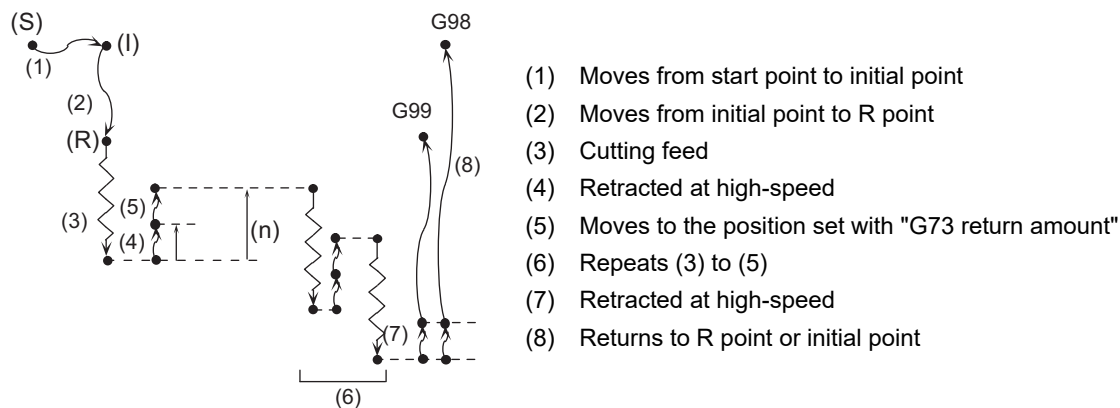 (S)
(I)
(1)
(2)
(R)
(3)
(5)
(4)
(n)
(6)
(7)
G99
G98
(8)
(1) Moves from start point to initial point
(2) Moves from initial point to R point
(3) Cutting feed
(4) Retracted at high-speed
(5) Moves to the position set with "G73 return amount"
(6) Repeats (3) to (5)
(7) Retracted at high-speed
(8) Returns to R point or initial point